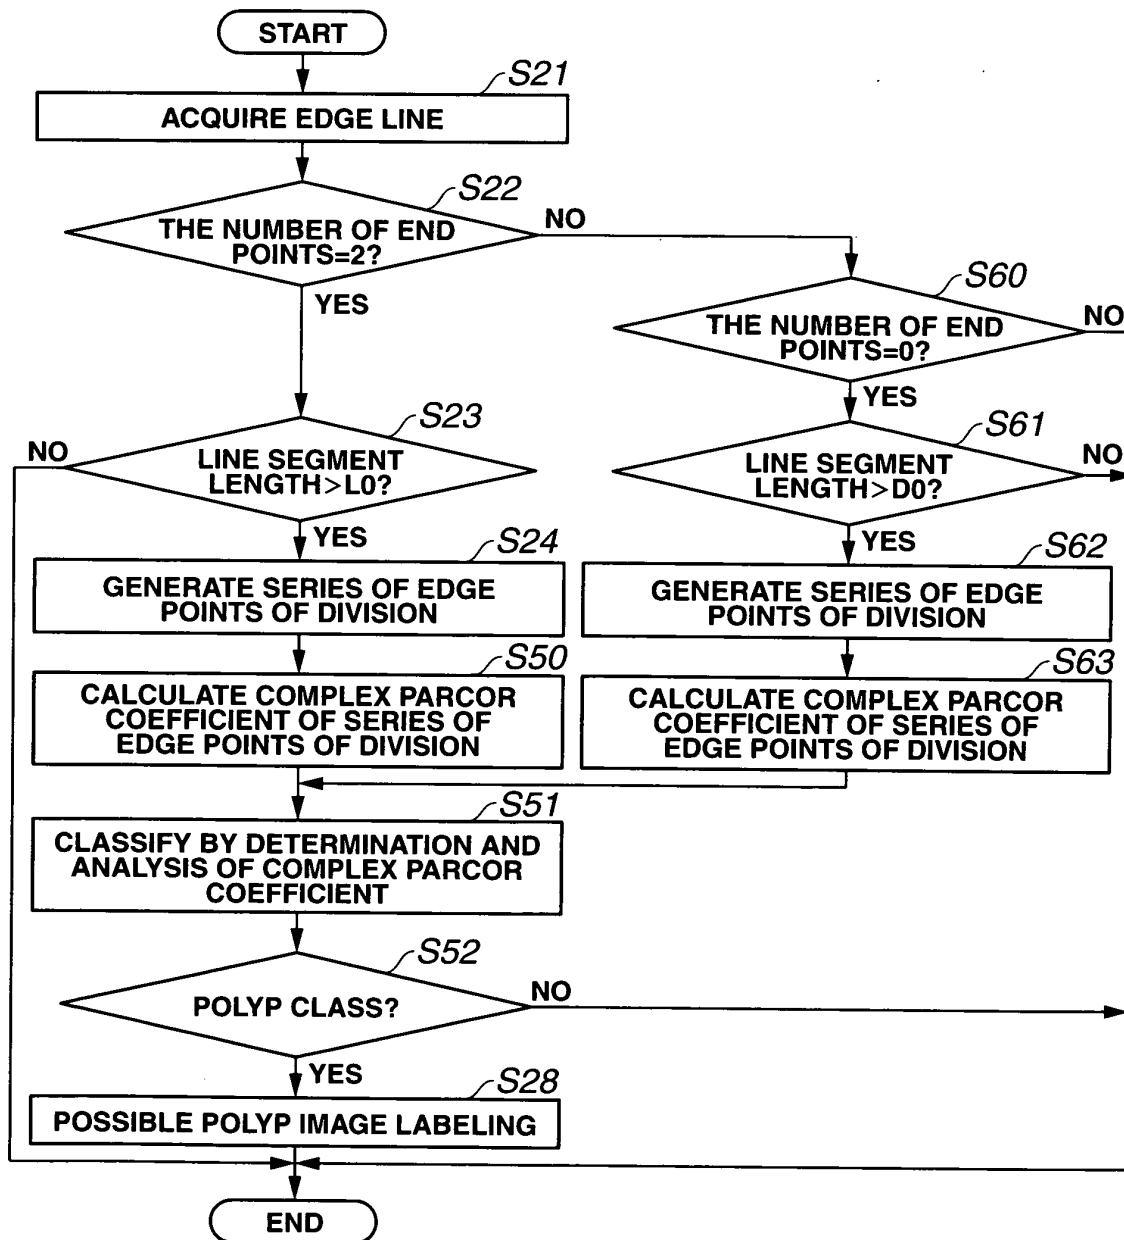 START
S21
ACQUIRE EDGE LINE
S22
THE NUMBER OF END
POINTS=2?
NO
YES
S60
THE NUMBER OF END
POINTS=0?
NO
YES
S23
NO
LINE SEGMENT
LENGTH>L0?
YES
S61
LINE SEGMENT
LENGTH>D0?
NO
YES
S24
GENERATE SERIES OF EDGE
POINTS OF DIVISION
S62
GENERATE SERIES OF EDGE
POINTS OF DIVISION
S50
CALCULATE COMPLEX PARCOR
COEFFICIENT OF SERIES OF
EDGE POINTS OF DIVISION
S63
CALCULATE COMPLEX PARCOR
COEFFICIENT OF SERIES OF
EDGE POINTS OF DIVISION
S51
CLASSIFY BY DETERMINATION AND
ANALYSIS OF COMPLEX PARCOR
COEFFICIENT
S52
POLYP CLASS?
NO
YES
S28
POSSIBLE POLYP IMAGE LABELING
END